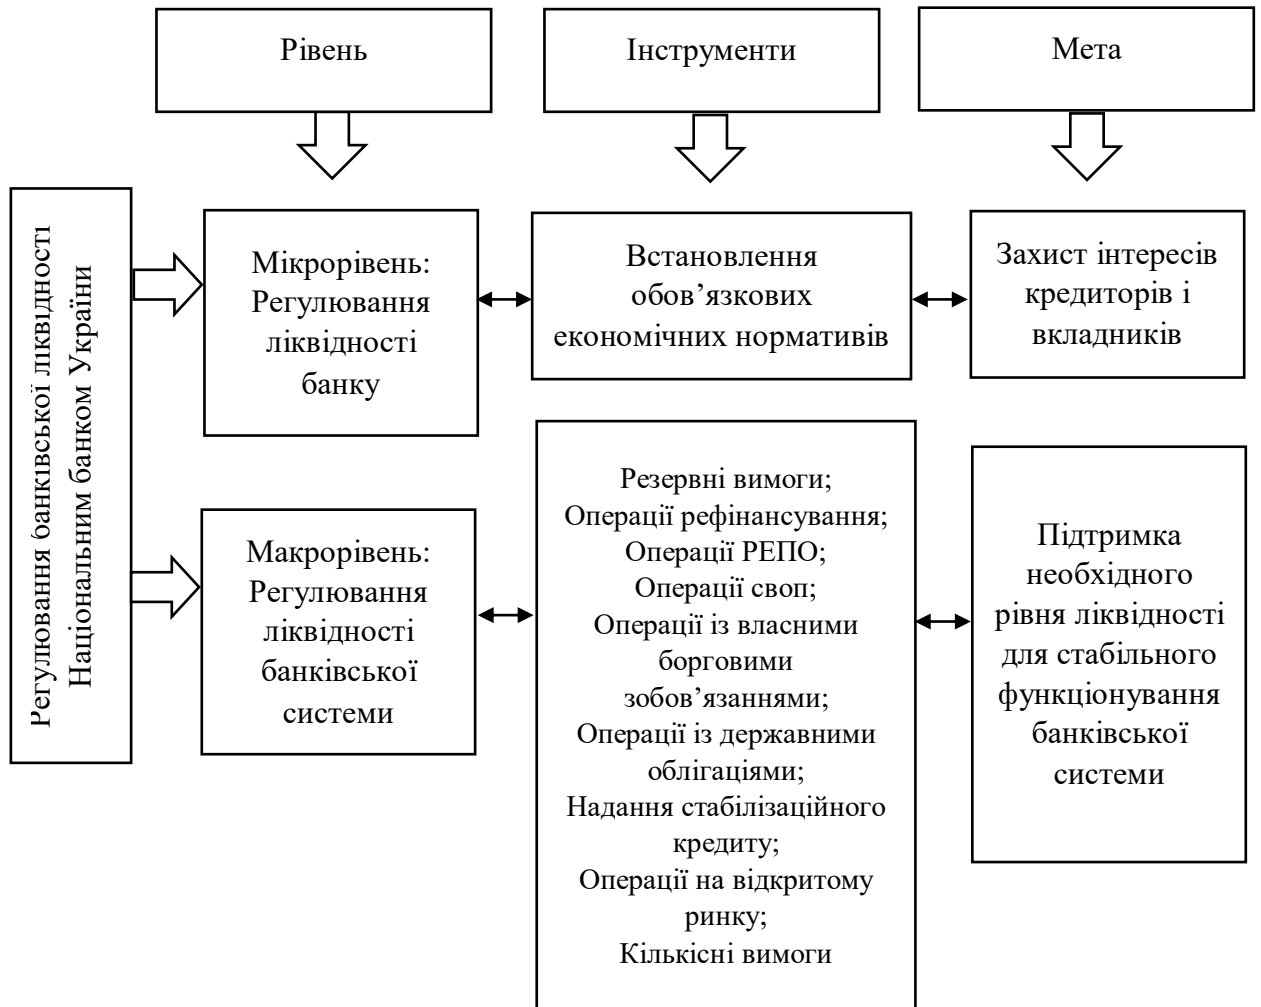 Рівень
Інструменти
Мета
Регулювання банківської ліквідності
Національним банком України
Мікрорівень:
Регулювання
ліквідності
банку
Встановлення
обов’язкових
економічних нормативів
Захист інтересів
кредиторів і
вкладників
Макрорівень:
Регулювання
ліквідності
банківської
системи
Резервні вимоги;
Операції рефінансування;
Операції РЕПО;
Операції своп;
Операції із власними
борговими
зобов’язаннями;
Операції із державними
облігаціями;
Надання стабілізаційного
кредиту;
Операції на відкритому
ринку;
Кількісні вимоги
Підтримка
необхідного
рівня ліквідності
для стабільного
функціонування
банківської
системи